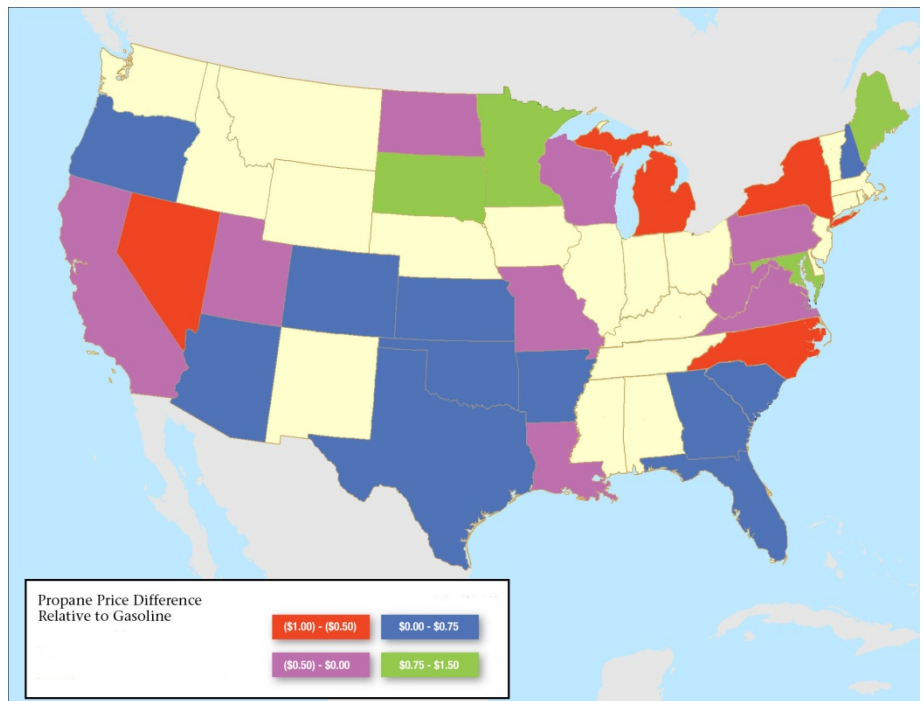 Propane Price Difference
Relative to Gasoline
($1.00) - ($0.50) $0.00 - $0.75
($0.50) - $0.00 $0.75 - $1.50